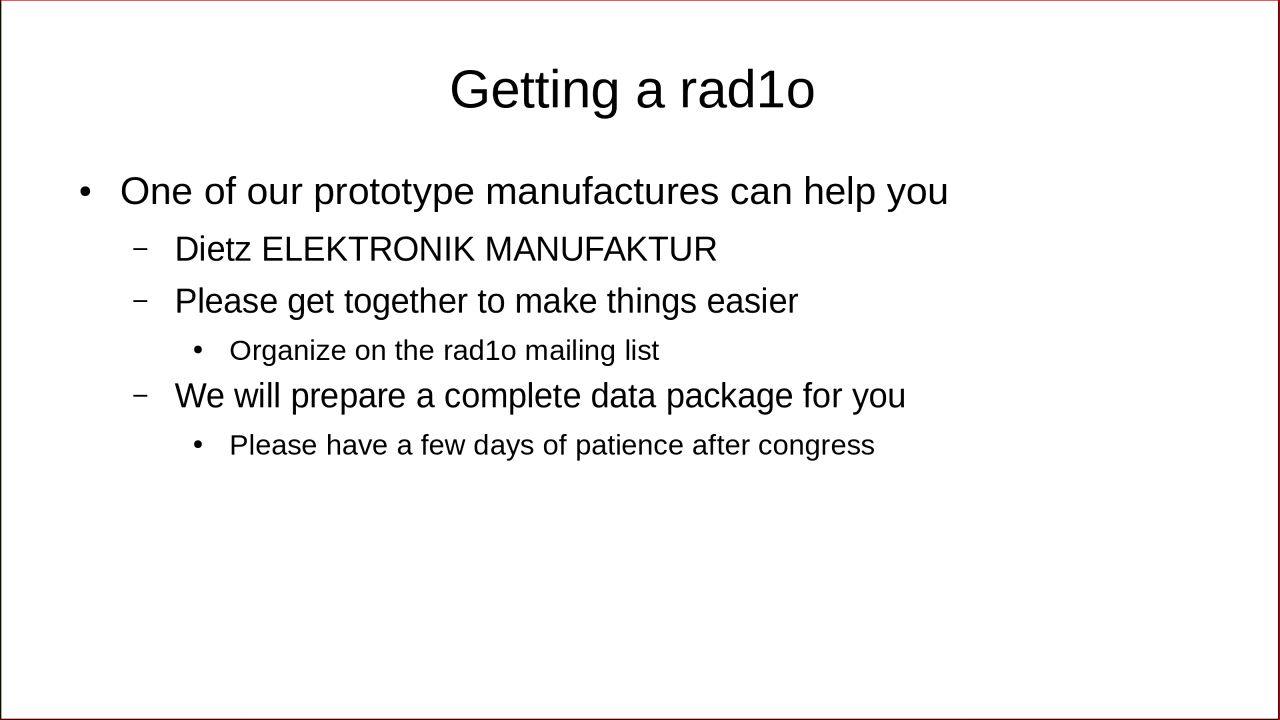 Getting a rad1o
• One of our prototype manufactures can help you
– Dietz ELEKTRONIK MANUFAKTUR
– Please get together to make things easier
• Organize on the rad1o mailing list
– We will prepare a complete data package for you
• Please have a few days of patience after congress